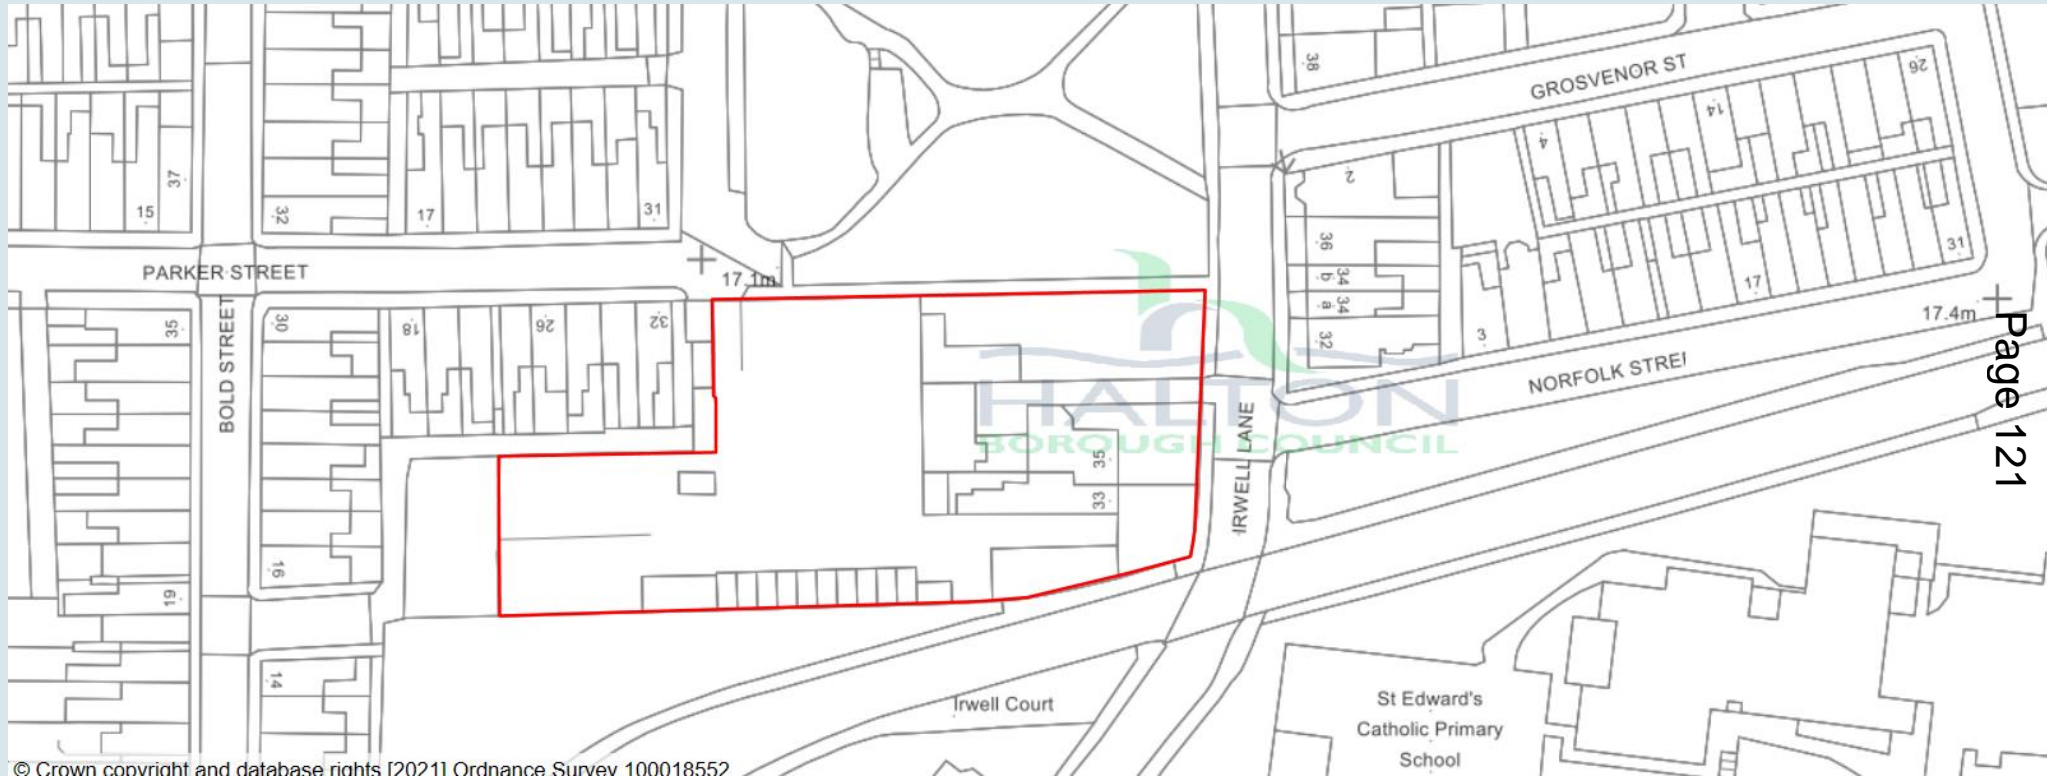 38
GROSVENOR ST
26
14
4
2
37
15
32
17
31
36
34
b
34
a
32
31
17
3
PARKER STREET
17.1m
17.4m
Page 121
35
BOLD STREET
30
18
26
32
NORFOLK STREI
HALTON
BOROUGH COUNCIL
IRWELL LANE
35
33
16
19
14
Irwell Court
St Edward's
Catholic Primary
School
© Crown copyright and database rights [2021] Ordnance Survey 100018552